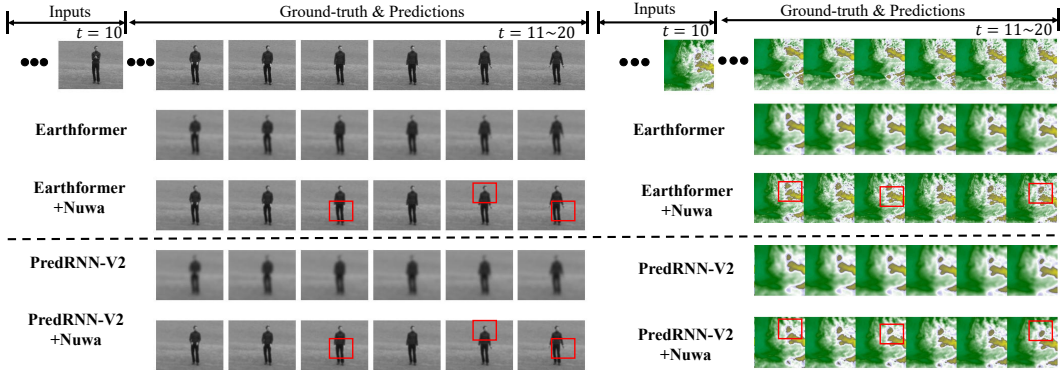 Inputs
Ground-truth & Predictions
t = 10
t = 11~20
Earthformer
Earthformer
+Nuwa
PredRNN-V2
PredRNN-V2
+Nuwa
Inputs
Ground-truth & Predictions
t = 10
t = 11~20
Earthformer
Earthformer
+Nuwa
PredRNN-V2
PredRNN-V2
+Nuwa